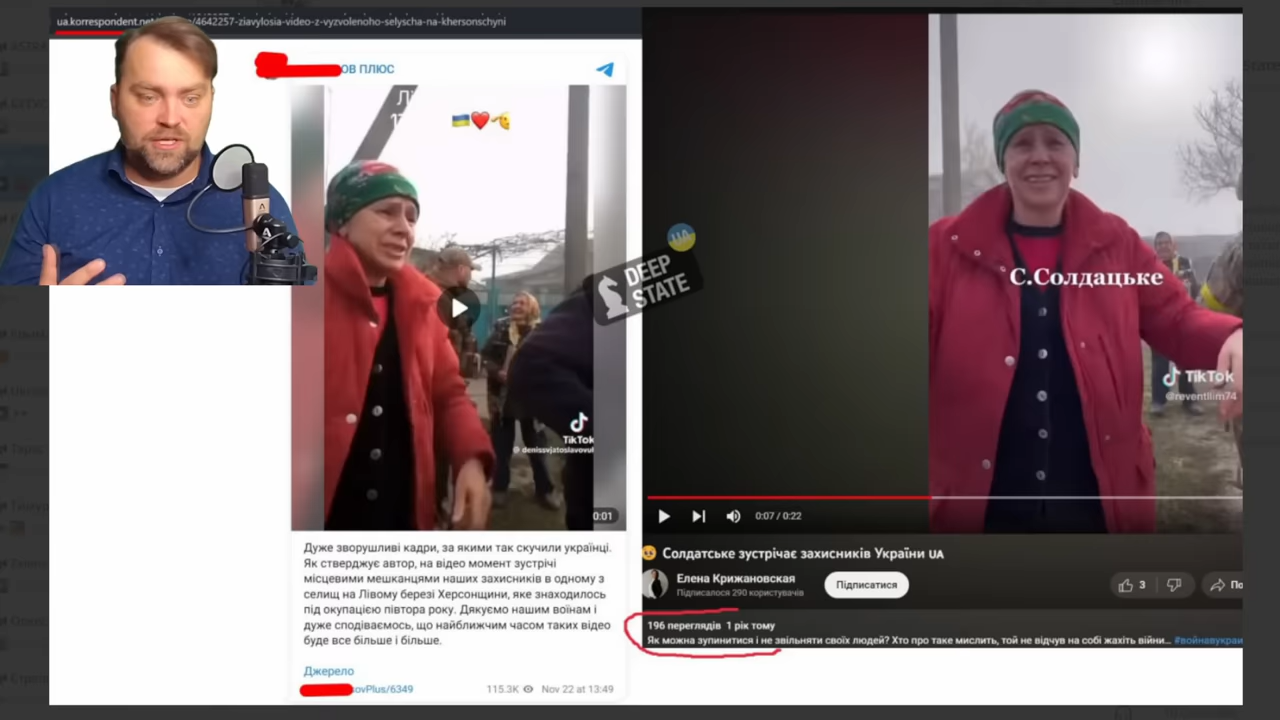 ua.korrespondent.net
/4642257-ziavylosia-video-z-vyzvolenoho-selyscha-na-khersonschyni
ОВ ПЛЮС
TikTok
0:01
Дуже зворушливі кадри, за якими так скучили українці.
Як стверджує автор, на відео момент зустрічі
місцевими мешканцями наших захисників в одному з
селищ на Лівому березі Херсонщини, яке знаходилось
під окупацією півтора року. Дякуємо нашим воїнам і
дуже сподіваємось, що найближчим часом таких відео
буде все більше і більше.
Джерело
ovPlus/6349
115.3K
Nov 22 at 13:49
UA
DEEP
STATE
С.Солдацьке
TikTok
@reventllim74
0:07 / 0:22
Солдатське зустрічає захисників України UA
Елена Крижановская
Підписалося 290 користувачів
Підписатися
3
По
196 переглядів 1 рік тому
Як можна зупинитися і не звільняти своїх людей? Хто про таке мислить, той не відчув на собі жахіть війни... #войнавукраи